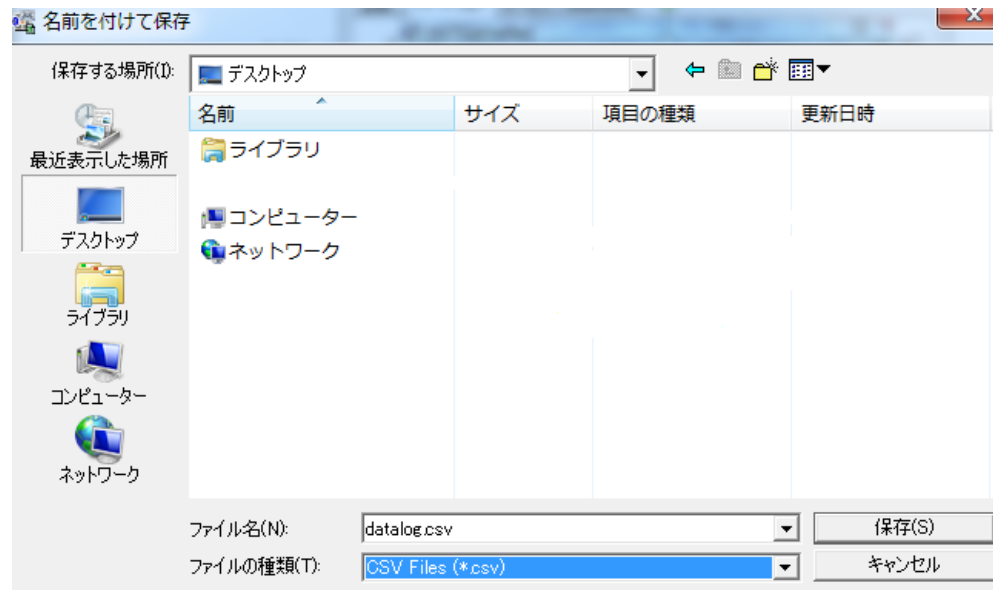 名前を付けて保存
保存する場所(I):
デスクトップ
名前 サイズ 項目の種類 更新日時
最近表示した場所
デスクトップ
ライブラリ
コンピューター
ネットワーク
ライブラリ
コンピューター
ネットワーク
ファイル名(N):
datalog.csv
保存(S)
ファイルの種類(T):
CSV Files (*.csv)
キャンセル